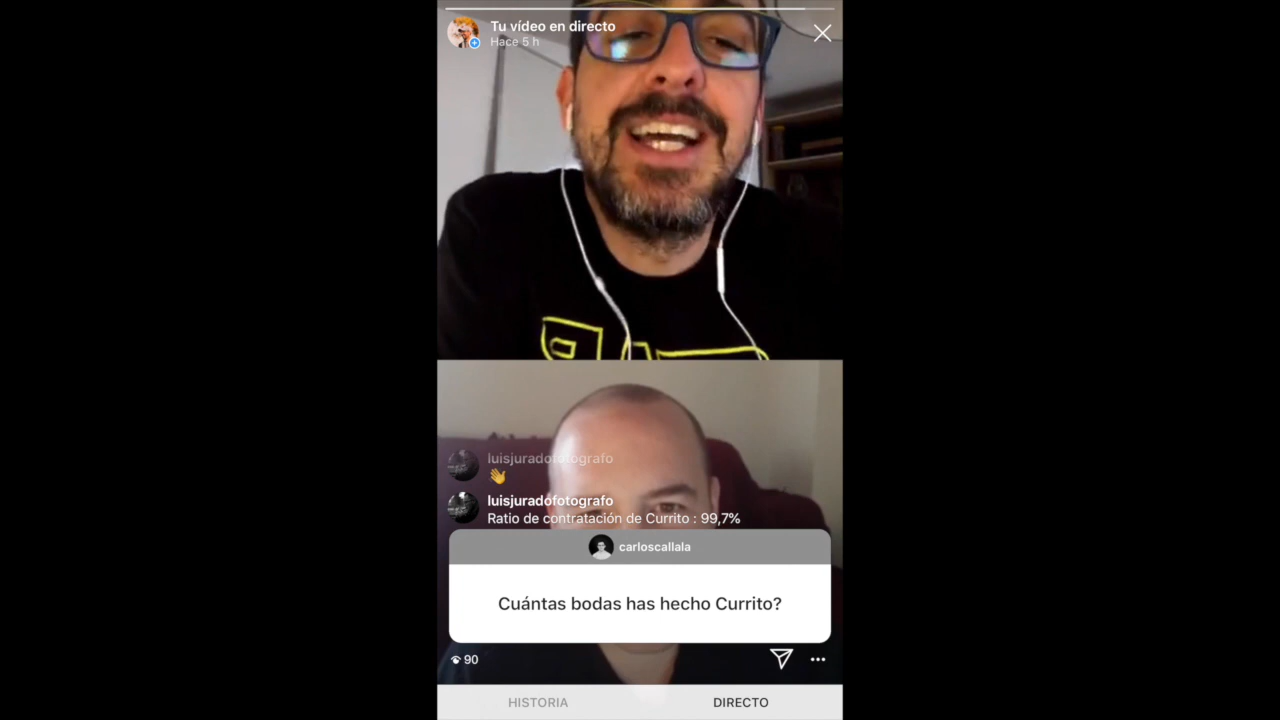 Tu vídeo en directo
Hace 5 h
luisjuradofotografo
👋
luisjuradofotografo
Ratio de contratación de Currito : 99,7%
carloscallala
Cuántas bodas has hecho Currito?
90
HISTORIA
DIRECTO